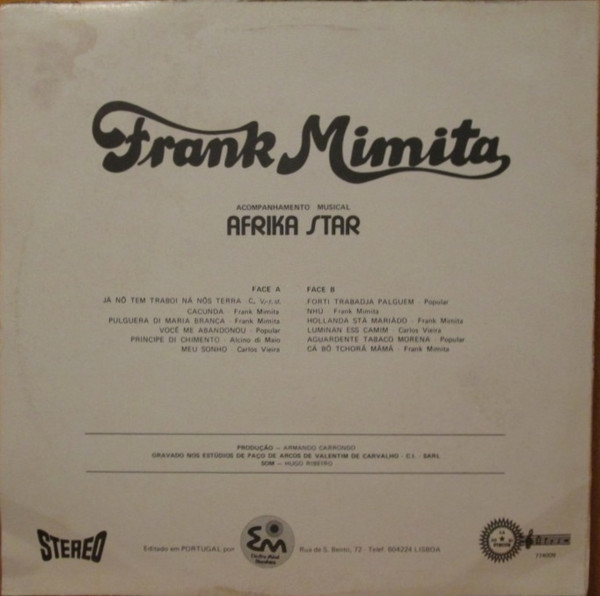 Frank Mimita
ACOMPANHAMENTO MUSICAL
AFRIKA STAR
FACE A
JÁ NÔ TEM TRABDI NÁ NÓS TERRA - C.
CACUNDA - Frank Mimita
PULGUERA DI MARIA BRANCA - Frank Mimita
VOCÊ ME ABANDONOU - Popular
PRINCIPE DI CHIMENTO - Alcino di Maio
MEU SONHO - Carlos Vieira
FACE B
FORTI TRABADJA PALGUEM - Popular
NHU - Frank Mimita
HOLLANDA STÁ MARIÁDO - Frank Mimita
LUMINAN ESS CAMIM - Carlos Vieira
AGUARDENTE TABACO MORENA - Popular
CÁ BÔ TCHORÁ MÁMÁ - Frank Mimita
PRODUÇÃO — ARMANDO CARRONDO
GRAVADO NOS ESTÚDIOS DE PAÇO DE ARCOS DE VALENTIM DE CARVALHO - C.I. - SARL
SOM — HUGO RIBEIRO
STEREO
Editado em PORTUGAL por
EM
Rua de S. Bento, 72 - Telef. 904224 LISBOA